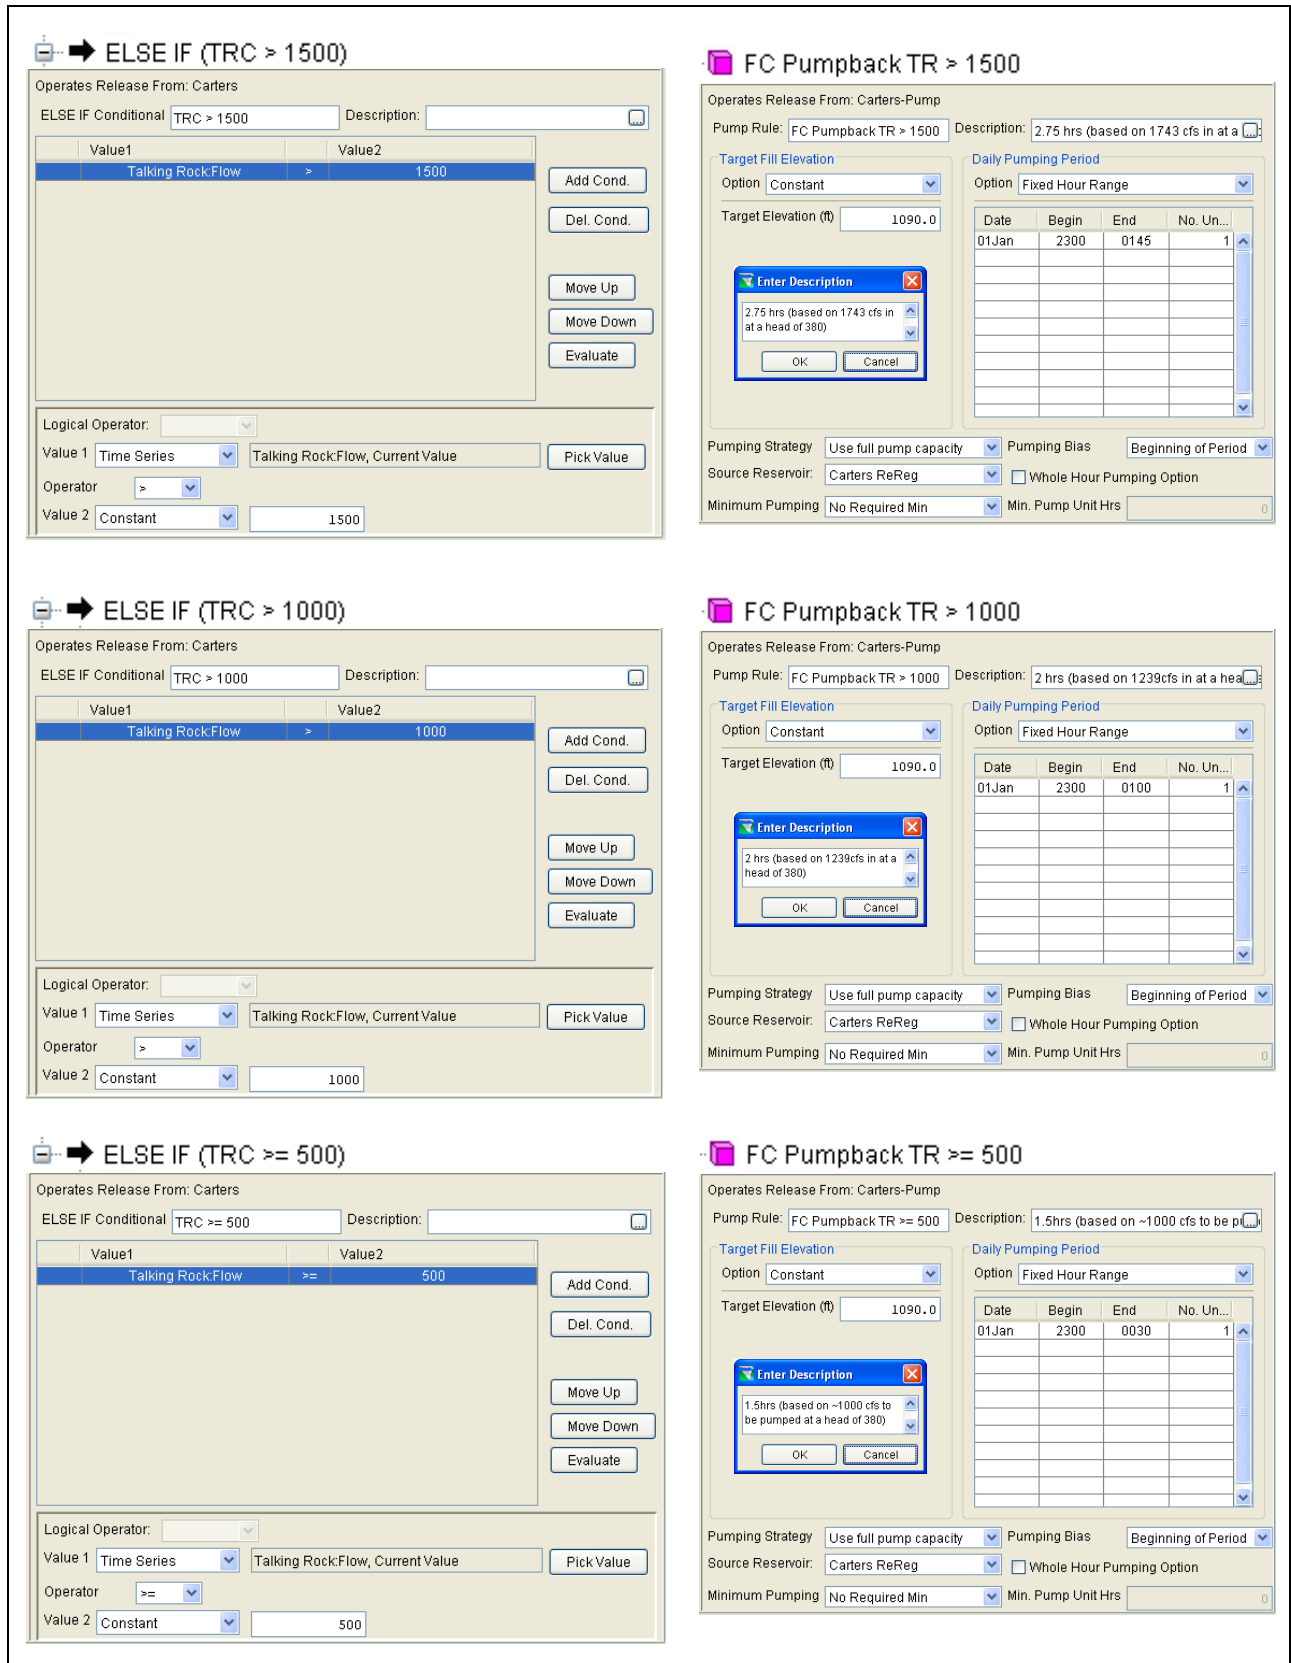 ELSE IF (TRC > 1500)
Operates Release From: Carters
ELSE IF Conditional TRC > 1500 Description: ...
Value1 Value2
Talking Rock:Flow > 1500
Add Cond.
Del. Cond.
Move Up
Move Down
Evaluate
Logical Operator:
Value 1 Time Series Talking Rock:Flow, Current Value Pick Value
Operator >
Value 2 Constant 1500
FC Pumpback TR > 1500
Operates Release From: Carters-Pump
Pump Rule: FC Pumpback TR > 1500 Description: 2.75 hrs (based on 1743 cfs in at a ...
Target Fill Elevation Daily Pumping Period
Option Constant Option Fixed Hour Range
Target Elevation (ft) 1090.0
Date Begin End No. Un...
01Jan 2300 0145 1
Enter Description
2.75 hrs (based on 1743 cfs in
at a head of 380)
OK Cancel
Pumping Strategy Use full pump capacity Pumping Bias Beginning of Period
Source Reservoir: Carters ReReg Whole Hour Pumping Option
Minimum Pumping No Required Min Min. Pump Unit Hrs 0
ELSE IF (TRC > 1000)
Operates Release From: Carters
ELSE IF Conditional TRC > 1000 Description: ...
Value1 Value2
Talking Rock:Flow > 1000
Add Cond.
Del. Cond.
Move Up
Move Down
Evaluate
Logical Operator:
Value 1 Time Series Talking Rock:Flow, Current Value Pick Value
Operator >
Value 2 Constant 1000
FC Pumpback TR > 1000
Operates Release From: Carters-Pump
Pump Rule: FC Pumpback TR > 1000 Description: 2 hrs (based on 1239cfs in at a hea...
Target Fill Elevation Daily Pumping Period
Option Constant Option Fixed Hour Range
Target Elevation (ft) 1090.0
Date Begin End No. Un...
01Jan 2300 0100 1
Enter Description
2 hrs (based on 1239cfs in at a
head of 380)
OK Cancel
Pumping Strategy Use full pump capacity Pumping Bias Beginning of Period
Source Reservoir: Carters ReReg Whole Hour Pumping Option
Minimum Pumping No Required Min Min. Pump Unit Hrs 0
ELSE IF (TRC >= 500)
Operates Release From: Carters
ELSE IF Conditional TRC >= 500 Description: ...
Value1 Value2
Talking Rock:Flow >= 500
Add Cond.
Del. Cond.
Move Up
Move Down
Evaluate
Logical Operator:
Value 1 Time Series Talking Rock:Flow, Current Value Pick Value
Operator >=
Value 2 Constant 500
FC Pumpback TR >= 500
Operates Release From: Carters-Pump
Pump Rule: FC Pumpback TR >= 500 Description: 1.5hrs (based on ~1000 cfs to be pu...
Target Fill Elevation Daily Pumping Period
Option Constant Option Fixed Hour Range
Target Elevation (ft) 1090.0
Date Begin End No. Un...
01Jan 2300 0030 1
Enter Description
1.5hrs (based on ~1000 cfs to
be pumped at a head of 380)
OK Cancel
Pumping Strategy Use full pump capacity Pumping Bias Beginning of Period
Source Reservoir: Carters ReReg Whole Hour Pumping Option
Minimum Pumping No Required Min Min. Pump Unit Hrs 0